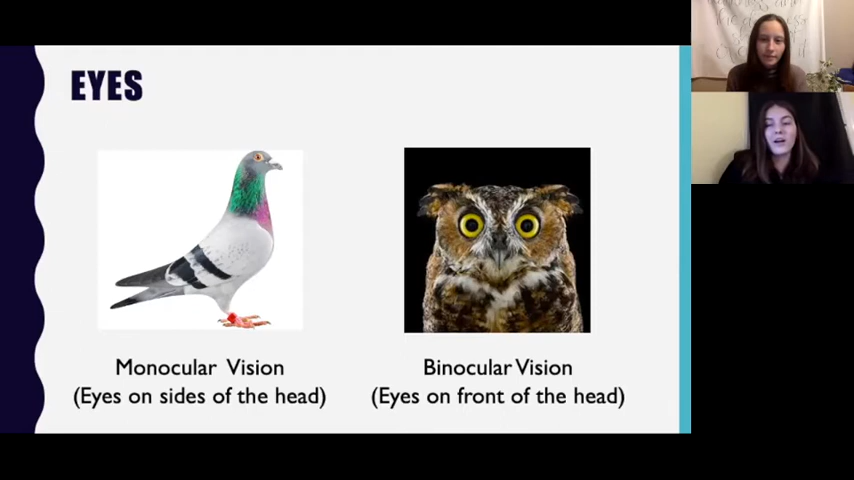 EYES
Monocular Vision
(Eyes on sides of the head)
Binocular Vision
(Eyes on front of the head)